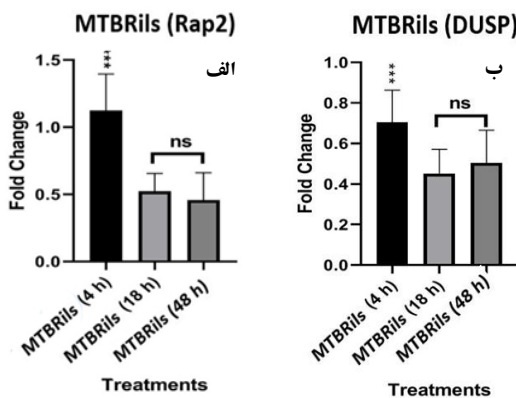 MTBRils (Rap2)
الف
***
ns
Fold Change
1.5
1.0
0.5
0.0
MTBRils (4 h)
MTBRils (18 h)
MTBRils (48 h)
Treatments
MTBRils (DUSP)
ب
***
ns
Fold Change
1.0
0.8
0.6
0.4
0.2
0.0
MTBRils (4 h)
MTBRils (18 h)
MTBRils (48 h)
Treatments